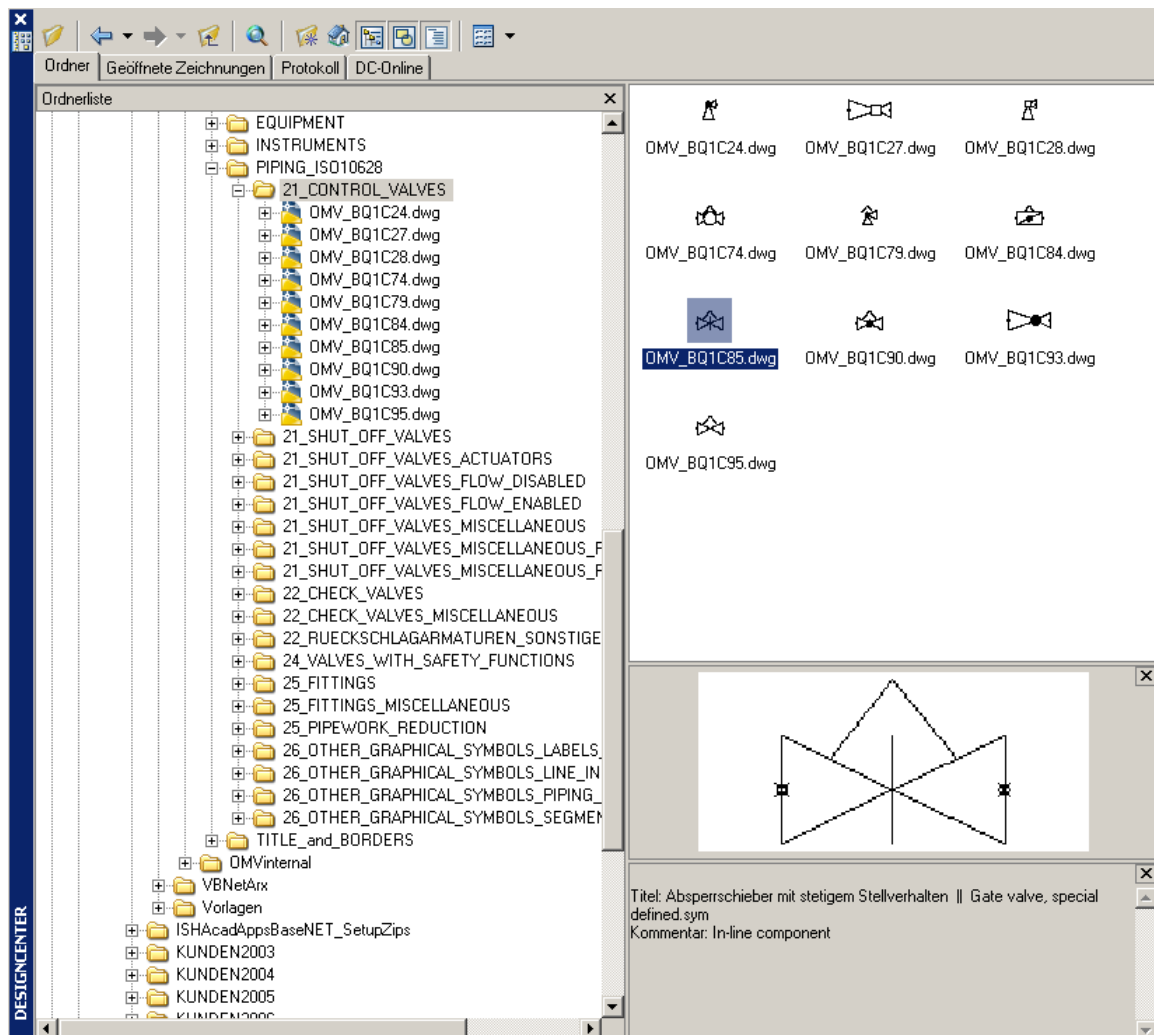 Ordner
Geöffnete Zeichnungen
Protokoll
DC-Online
Ordnerliste
EQUIPMENT
INSTRUMENTS
PIPING_ISO10628
21_CONTROL_VALVES
OMV_BQ1C24.dwg
OMV_BQ1C27.dwg
OMV_BQ1C28.dwg
OMV_BQ1C74.dwg
OMV_BQ1C79.dwg
OMV_BQ1C84.dwg
OMV_BQ1C85.dwg
OMV_BQ1C90.dwg
OMV_BQ1C93.dwg
OMV_BQ1C95.dwg
21_SHUT_OFF_VALVES
21_SHUT_OFF_VALVES_ACTUATORS
21_SHUT_OFF_VALVES_FLOW_DISABLED
21_SHUT_OFF_VALVES_FLOW_ENABLED
21_SHUT_OFF_VALVES_MISCELLANEOUS
21_SHUT_OFF_VALVES_MISCELLANEOUS_F
21_SHUT_OFF_VALVES_MISCELLANEOUS_F
22_CHECK_VALVES
22_CHECK_VALVES_MISCELLANEOUS
22_RUECKSCHLAGARMATUREN_SONSTIGE
24_VALVES_WITH_SAFETY_FUNCTIONS
25_FITTINGS
25_FITTINGS_MISCELLANEOUS
25_PIPEWORK_REDUCTION
26_OTHER_GRAPHICAL_SYMBOLS_LABELS_
26_OTHER_GRAPHICAL_SYMBOLS_LINE_IN
26_OTHER_GRAPHICAL_SYMBOLS_PIPING_
26_OTHER_GRAPHICAL_SYMBOLS_SEGMEN
TITLE_and_BORDERS
OMVinternal
VBNetArx
Vorlagen
ISHAcadAppsBaseNET_SetupZips
KUNDEN2003
KUNDEN2004
KUNDEN2005
KUNDEN2006
DESIGNCENTER
OMV_BQ1C24.dwg OMV_BQ1C27.dwg OMV_BQ1C28.dwg
OMV_BQ1C74.dwg OMV_BQ1C79.dwg OMV_BQ1C84.dwg
OMV_BQ1C85.dwg OMV_BQ1C90.dwg OMV_BQ1C93.dwg
OMV_BQ1C95.dwg
Titel: Absperrschieber mit stetigem Stellverhalten || Gate valve, special
defined.sym
Kommentar: In-line component